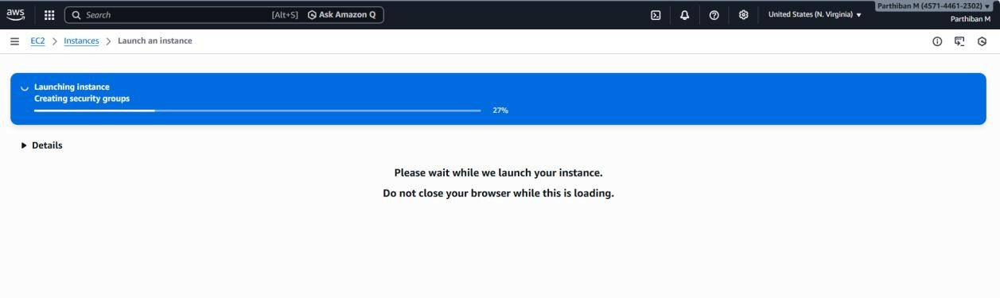 aws
Search [Alt+S] Ask Amazon Q
United States (N. Virginia) ▼
Parthiban M (4571-4461-2302) ▼
Parthiban M
EC2 > Instances > Launch an instance
Launching instance
Creating security groups
27%
Details
Please wait while we launch your instance.
Do not close your browser while this is loading.